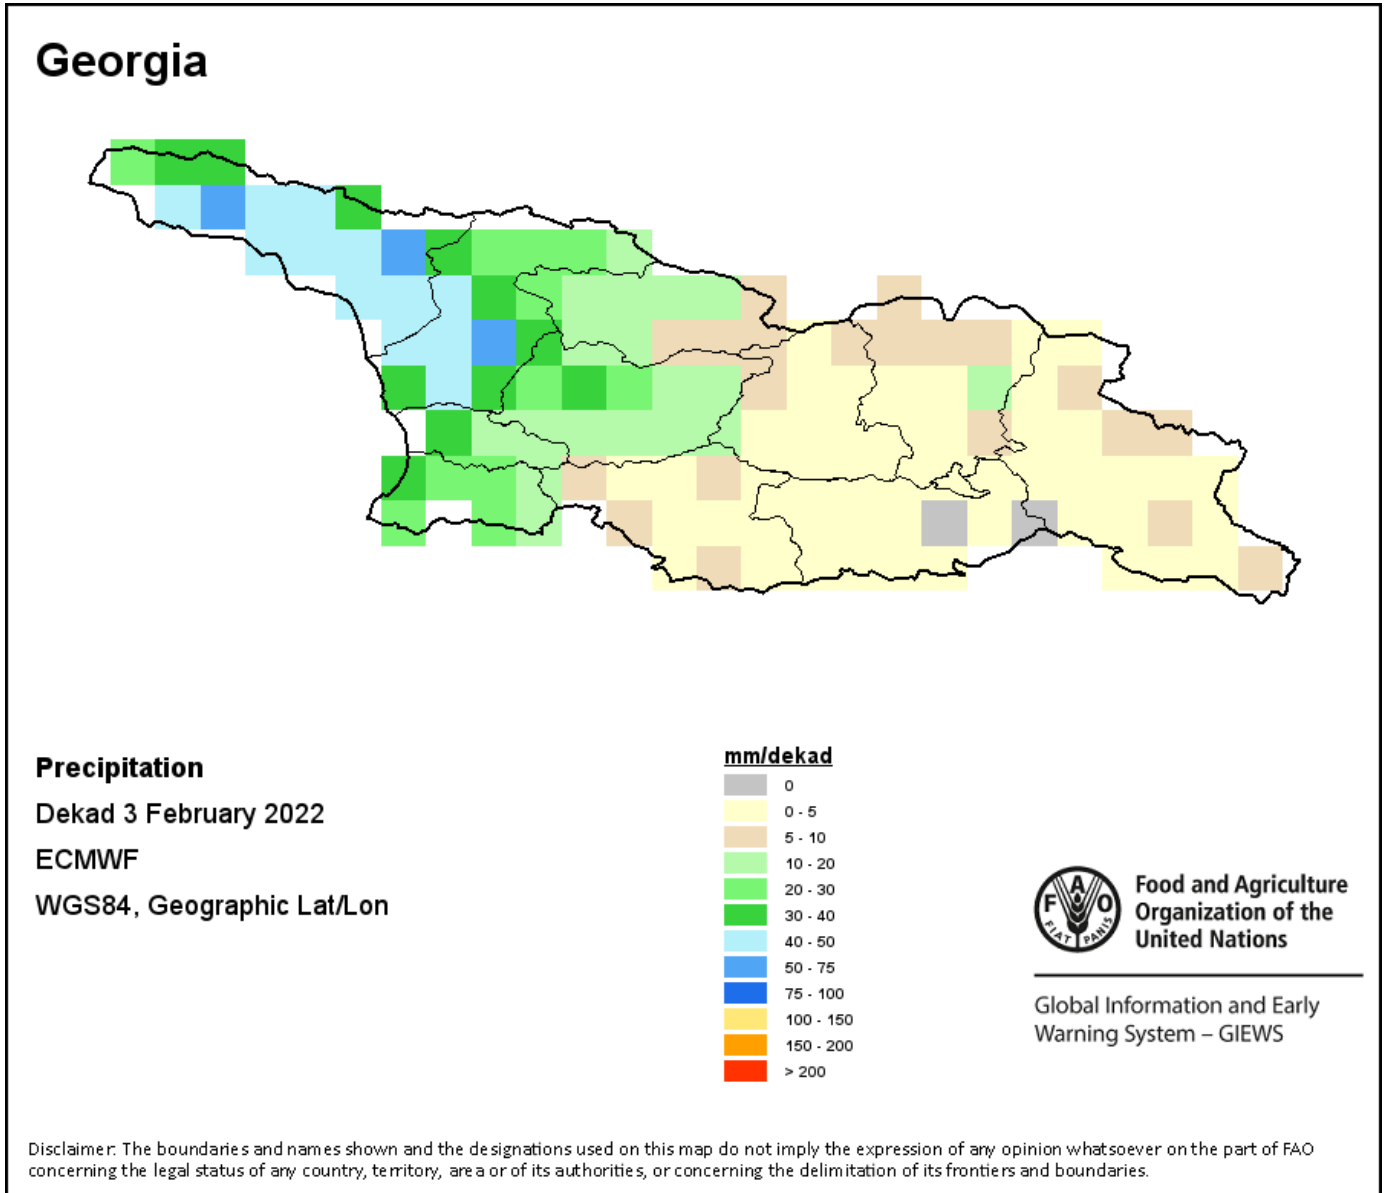 Georgia
Precipitation
Dekad 3 February 2022
ECMWF
WGS84, Geographic Lat/Lon
mm/dekad
0
0 - 5
5 - 10
10 - 20
20 - 30
30 - 40
40 - 50
50 - 75
75 - 100
100 - 150
150 - 200
> 200
F A O
FIAT PANIS
Food and Agriculture
Organization of the
United Nations
Global Information and Early
Warning System – GIEWS
Disclaimer: The boundaries and names shown and the designations used on this map do not imply the expression of any opinion whatsoever on the part of FAO
concerning the legal status of any country, territory, area or of its authorities, or concerning the delimitation of its frontiers and boundaries.